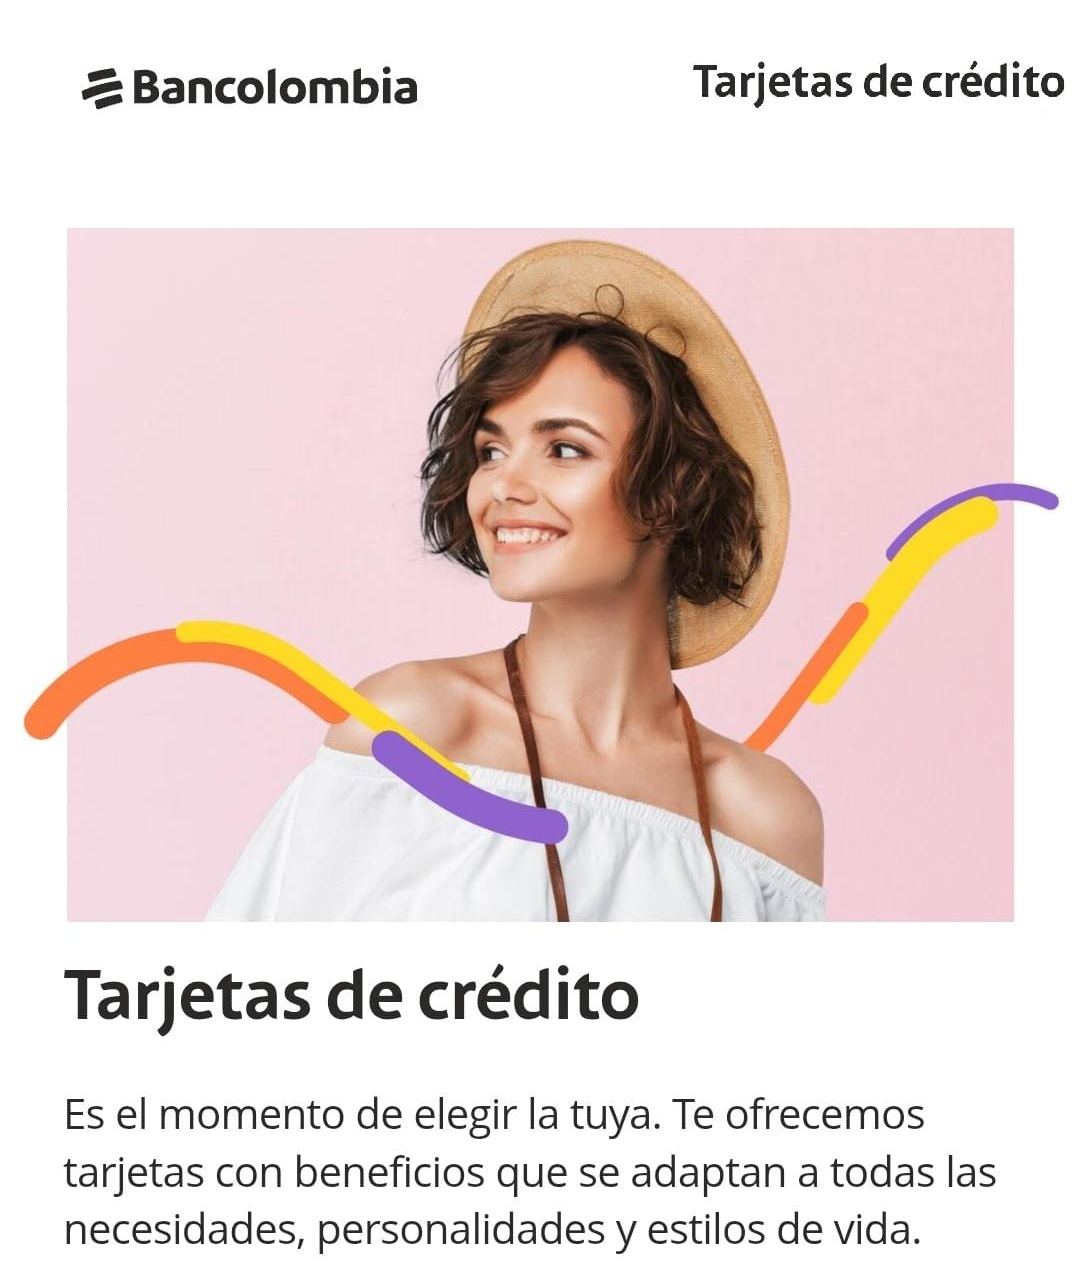 Bancolombia
Tarjetas de crédito
Tarjetas de crédito
Es el momento de elegir la tuya. Te ofrecemos
tarjetas con beneficios que se adaptan a todas las
necesidades, personalidades y estilos de vida.